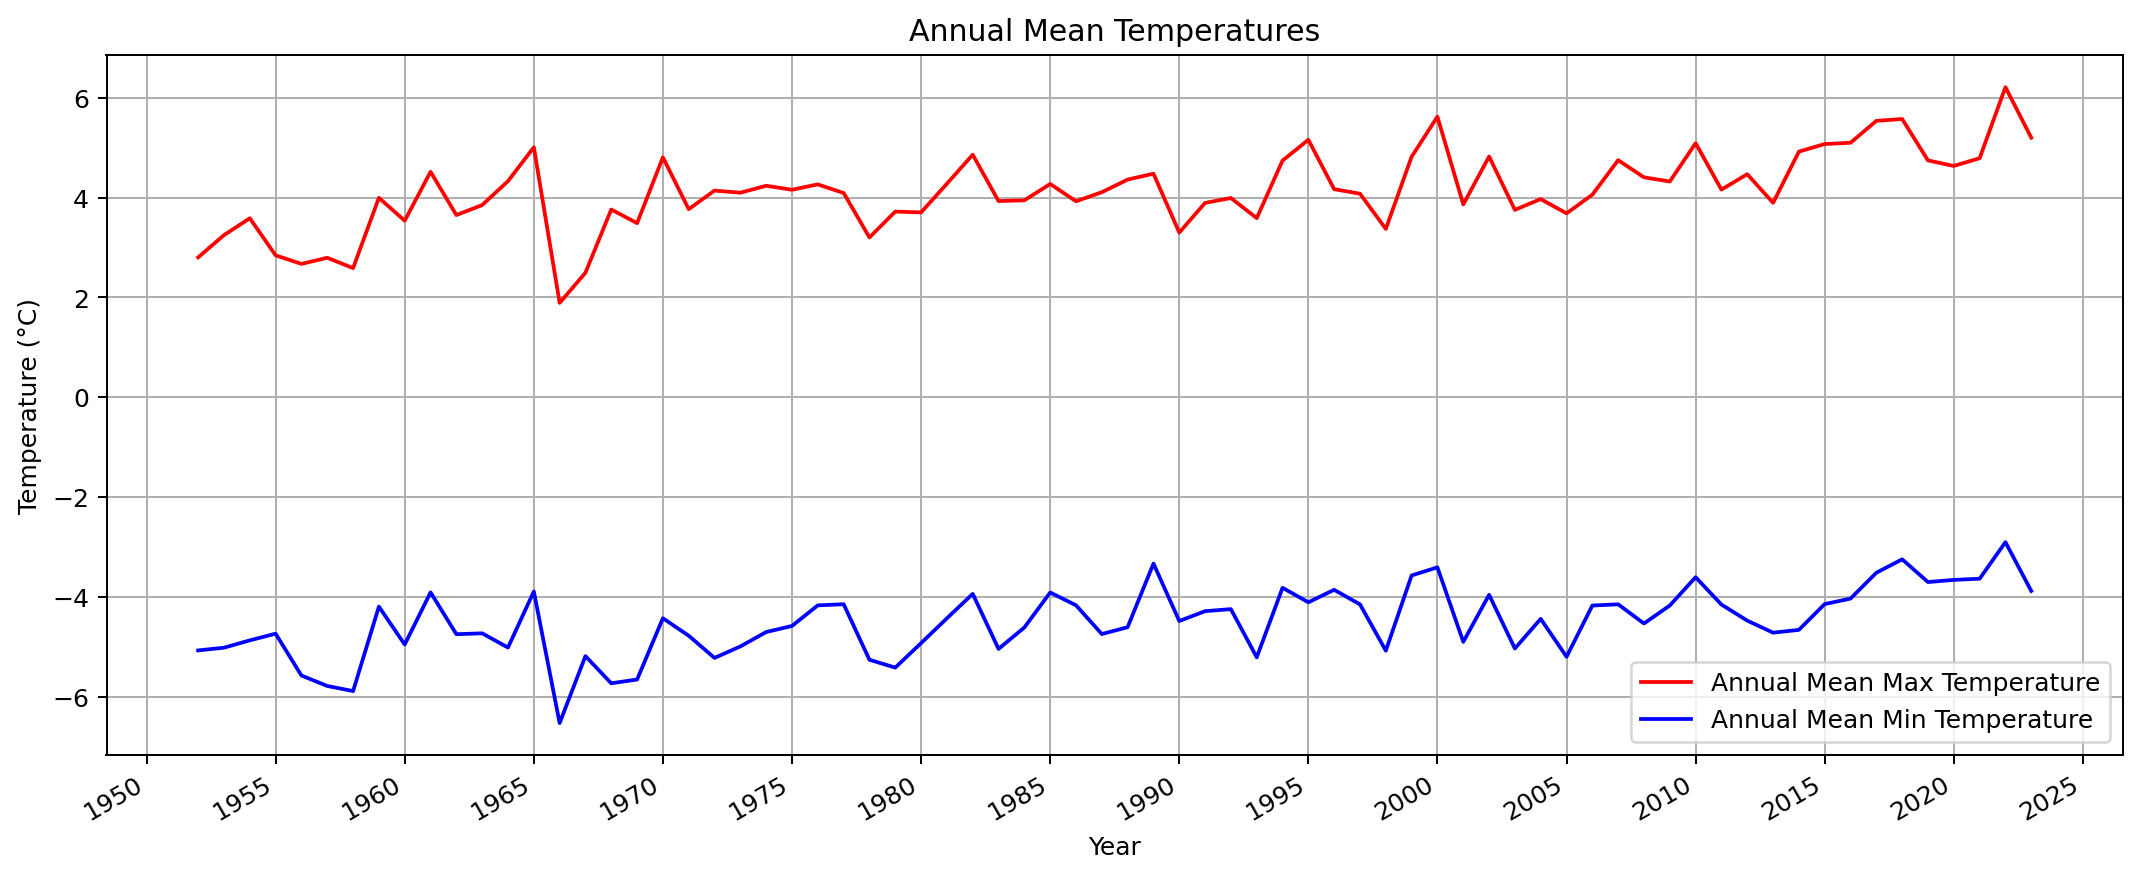 Annual Mean Temperatures
Temperature (°C)
6
4
2
0
−2
−4
−6
Annual Mean Max Temperature
Annual Mean Min Temperature
1950 1955 1960 1965 1970 1975 1980 1985 1990 1995 2000 2005 2010 2015 2020 2025
Year